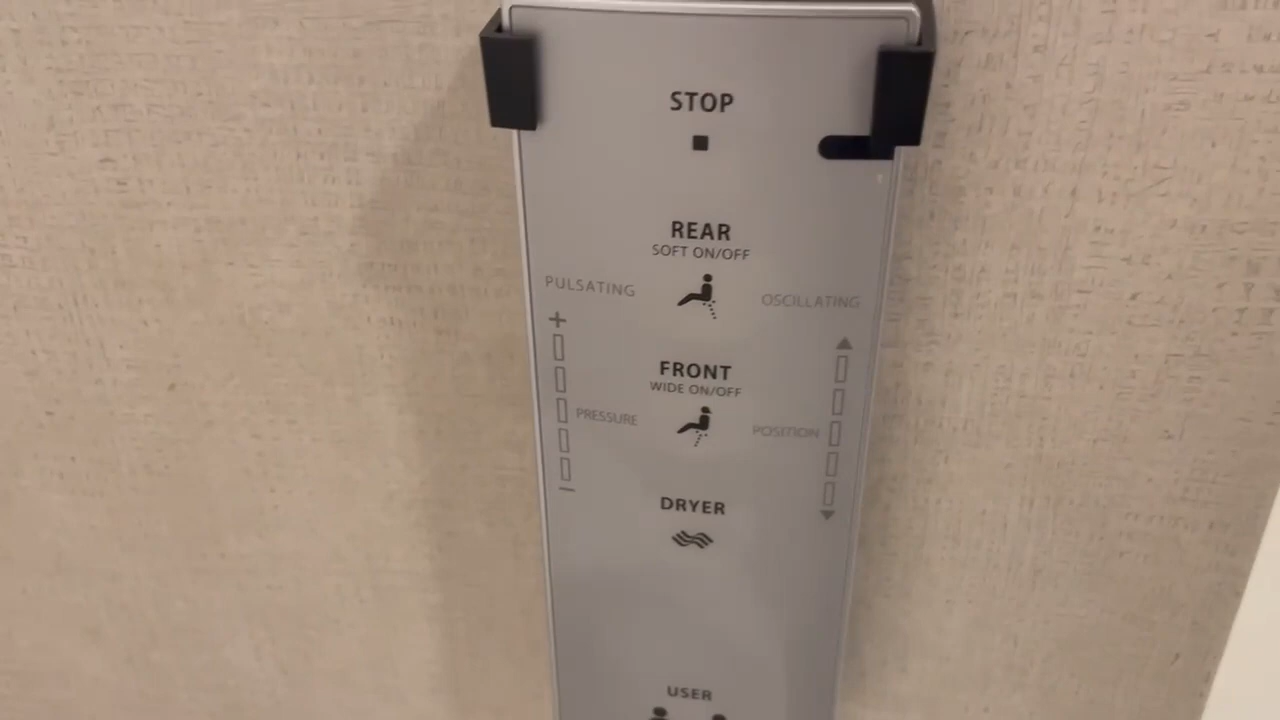 STOP
REAR
SOFT ON/OFF
PULSATING
OSCILLATING
+
FRONT
WIDE ON/OFF
PRESSURE
POSITION
−
DRYER
USER